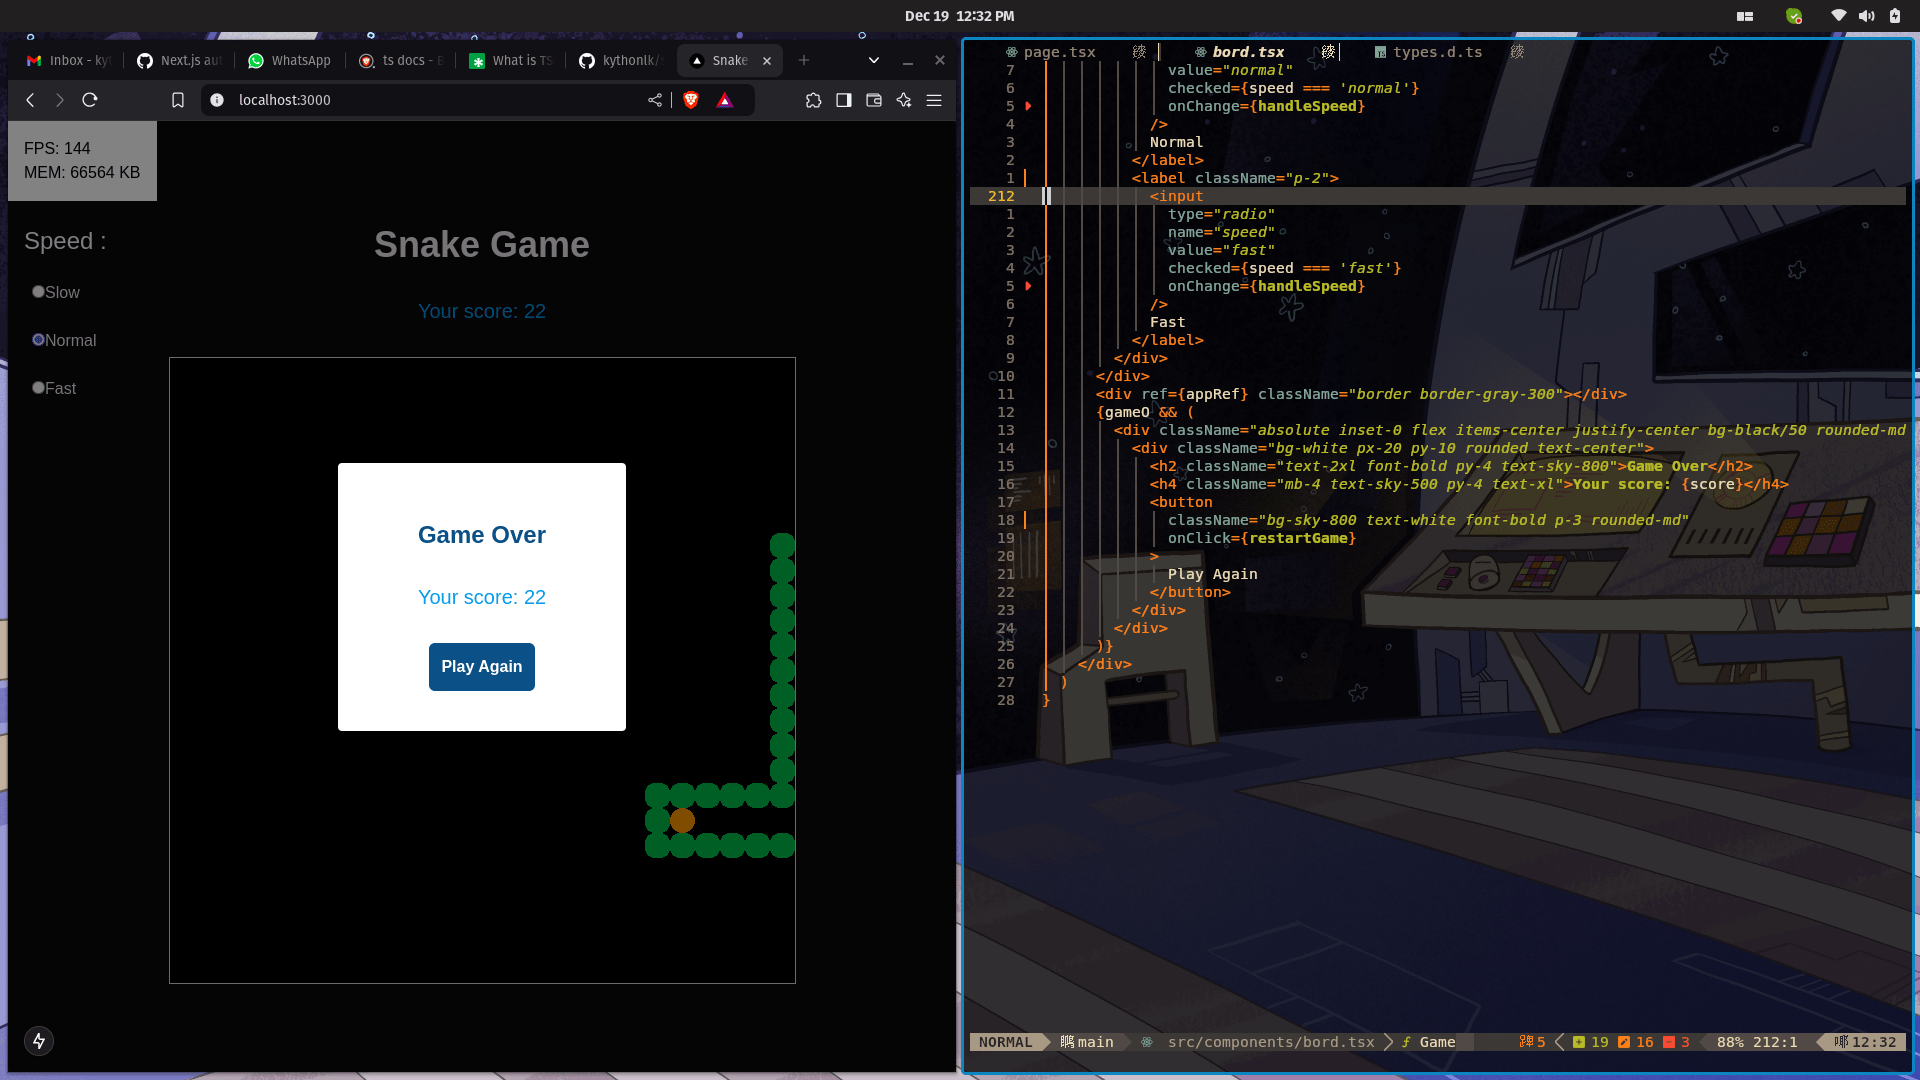 Dec 19 12:32 PM
Inbox - ky
Next.js au
WhatsApp
ts docs - B
What is TS
kythonlk/
Snake
localhost:3000
FPS: 144
MEM: 66564 KB
Speed :
Slow
Normal
Fast
Snake Game
Your score: 22
Game Over
Your score: 22
Play Again
page.tsx bord.tsx types.d.ts
7 value="normal"
6 checked={speed === 'normal'}
5 onChange={handleSpeed}
4 />
3 Normal
2 </label>
1 <label className="p-2">
212 <input
1 type="radio"
2 name="speed"
3 value="fast"
4 checked={speed === 'fast'}
5 onChange={handleSpeed}
6 />
7 Fast
8 </label>
9 </div>
10 </div>
11 <div ref={appRef} className="border border-gray-300"></div>
12 {gameO && (
13 <div className="absolute inset-0 flex items-center justify-center bg-black/50 rounded-md
14 <div className="bg-white px-20 py-10 rounded text-center">
15 <h2 className="text-2xl font-bold py-4 text-sky-800">Game Over</h2>
16 <h4 className="mb-4 text-sky-500 py-4 text-xl">Your score: {score}</h4>
17 <button
18 className="bg-sky-800 text-white font-bold p-3 rounded-md"
19 onClick={restartGame}
20 >
21 Play Again
22 </button>
23 </div>
24 </div>
25 )}
26 </div>
27 )
28 }
NORMAL main src/components/bord.tsx Game 5 19 16 3 88% 212:1 12:32